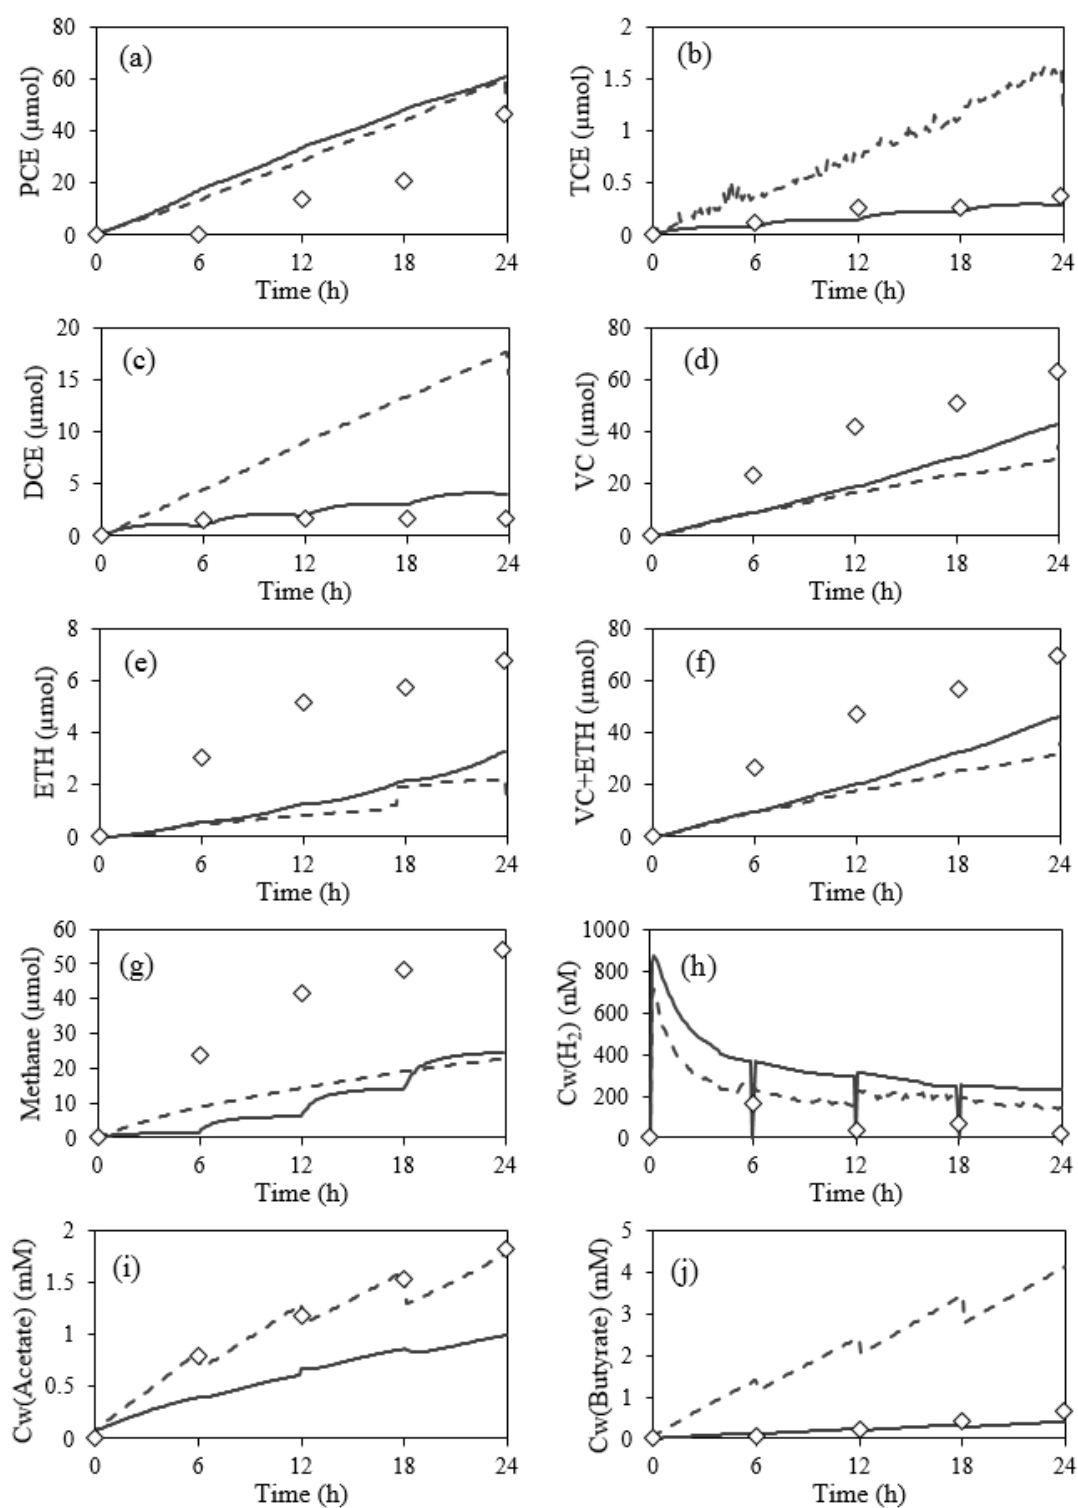 (a)
PCE (µmol)
80
60
40
20
0
0 6 12 18 24
Time (h)
(b)
TCE (µmol)
2
1.5
1
0.5
0
0 6 12 18 24
Time (h)
(c)
DCE (µmol)
20
15
10
5
0
0 6 12 18 24
Time (h)
(d)
VC (µmol)
80
60
40
20
0
0 6 12 18 24
Time (h)
(e)
ETH (µmol)
8
6
4
2
0
0 6 12 18 24
Time (h)
(f)
VC+ETH (µmol)
80
60
40
20
0
0 6 12 18 24
Time (h)
(g)
Methane (µmol)
60
50
40
30
20
10
0
0 6 12 18 24
Time (h)
(h)
Cw(H₂) (nM)
1000
800
600
400
200
0
0 6 12 18 24
Time (h)
(i)
Cw(Acetate) (mM)
2
1.5
1
0.5
0
0 6 12 18 24
Time (h)
(j)
Cw(Butyrate) (mM)
5
4
3
2
1
0
0 6 12 18 24
Time (h)